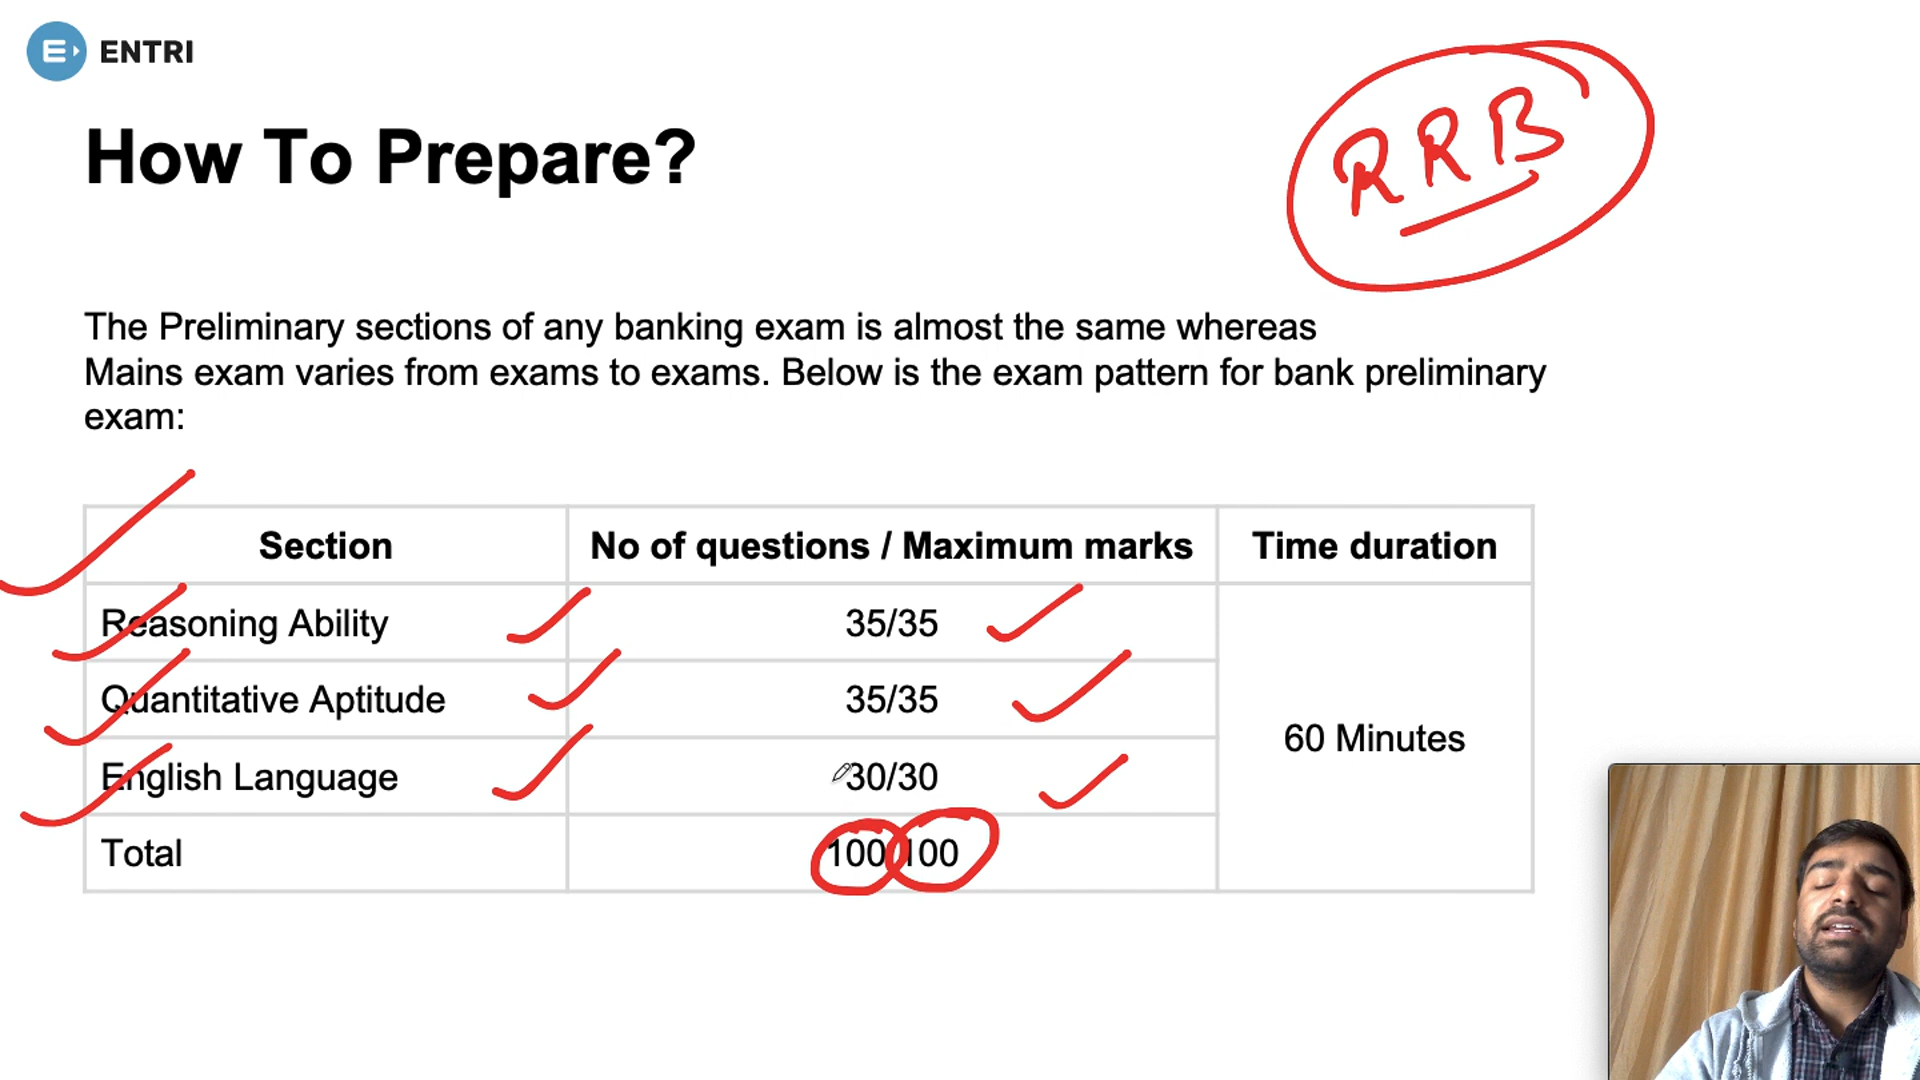 ENTRI
RRB
How To Prepare?
The Preliminary sections of any banking exam is almost the same whereas
Mains exam varies from exams to exams. Below is the exam pattern for bank preliminary
exam:
Section No of questions / Maximum marks Time duration
Reasoning Ability 35/35
Quantitative Aptitude 35/35
60 Minutes
English Language 30/30
Total 100/100